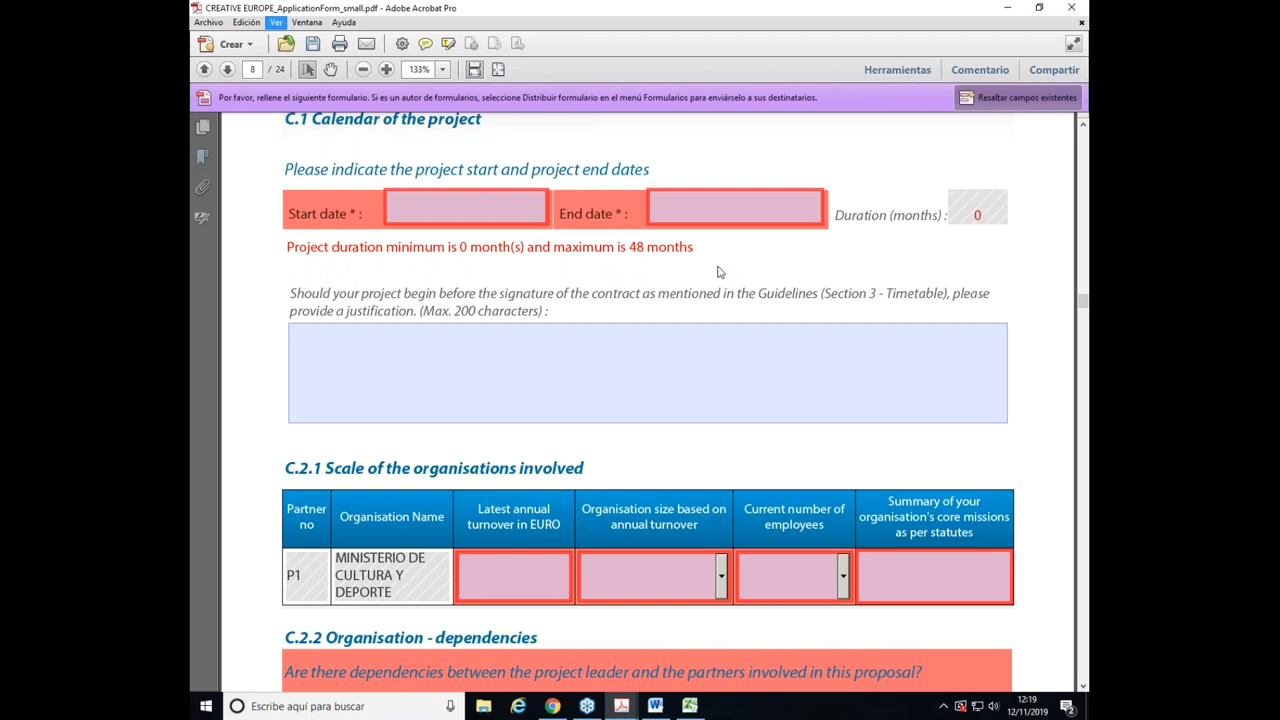 CREATIVE EUROPE_ApplicationForm_small.pdf - Adobe Acrobat Pro
Archivo Edición Ver Ventana Ayuda
Crear
8 / 24 133% Herramientas Comentario Compartir
Por favor, rellene el siguiente formulario. Si es un autor de formularios, seleccione Distribuir formulario en el menú Formularios para enviárselo a sus destinatarios. Resaltar campos existentes
C.1 Calendar of the project
Please indicate the project start and project end dates
Start date * : End date * : Duration (months) : 0
Project duration minimum is 0 month(s) and maximum is 48 months
Should your project begin before the signature of the contract as mentioned in the Guidelines (Section 3 - Timetable), please
provide a justification. (Max. 200 characters) :
C.2.1 Scale of the organisations involved
Partner
no
Organisation Name
Latest annual
turnover in EURO
Organisation size based on
annual turnover
Current number of
employees
Summary of your
organisation's core missions
as per statutes
P1
MINISTERIO DE
CULTURA Y
DEPORTE
C.2.2 Organisation - dependencies
Are there dependencies between the project leader and the partners involved in this proposal?
Escribe aquí para buscar
12:19
12/11/2019
2